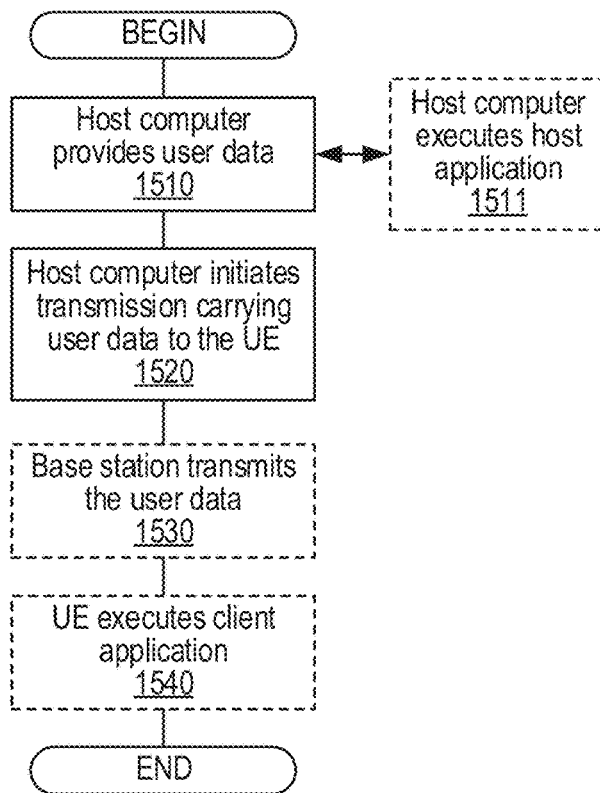 BEGIN
Host computer
provides user data
1510
Host computer
executes host
application
1511
Host computer initiates
transmission carrying
user data to the UE
1520
Base station transmits
the user data
1530
UE executes client
application
1540
END